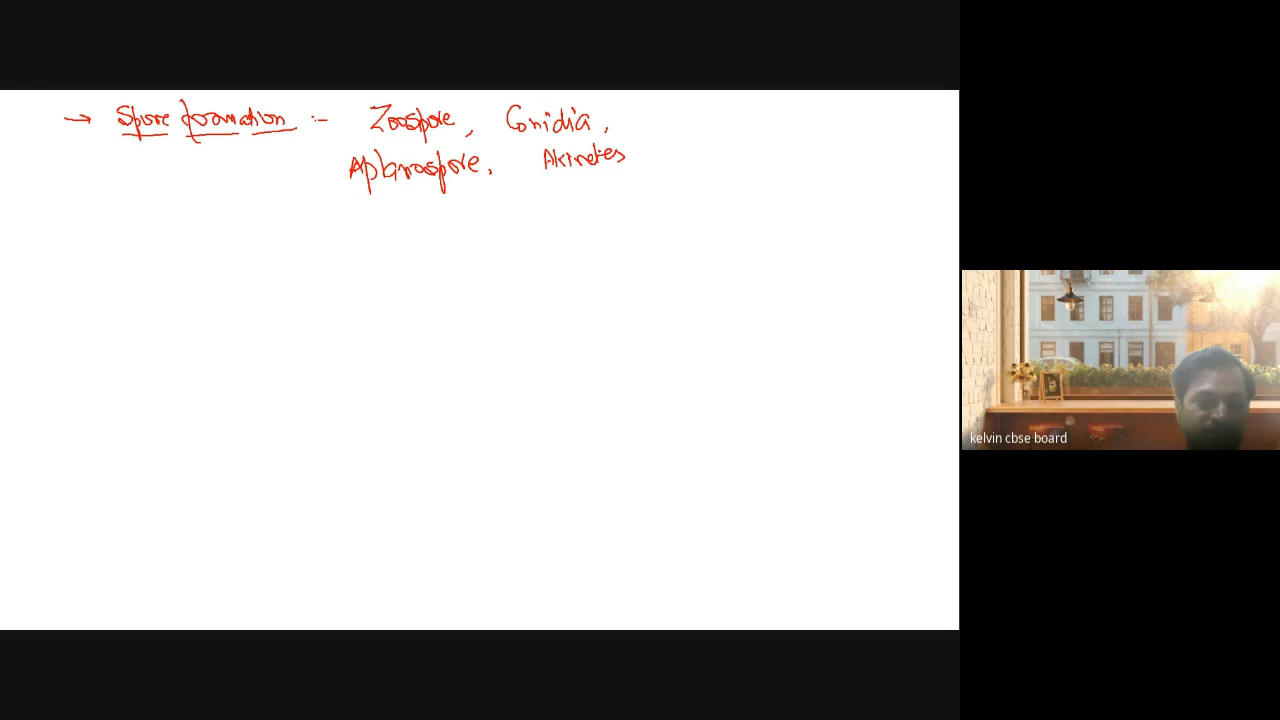 → Spore formation :- Zoospore, Conidia,
Aplanospore, Akinetes
kelvin cbse board